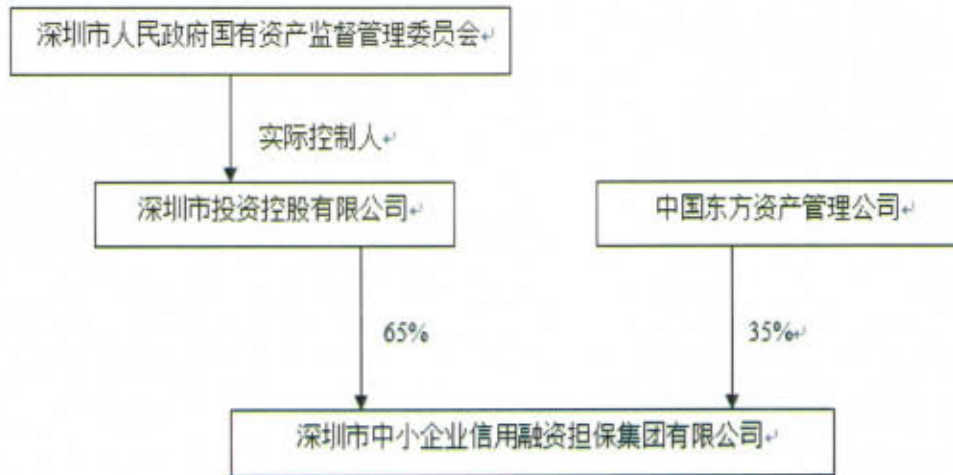 深圳市人民政府国有资产监督管理委员会
实际控制人
深圳市投资控股有限公司
中国东方资产管理公司
65%
35%
深圳市中小企业信用融资担保集团有限公司